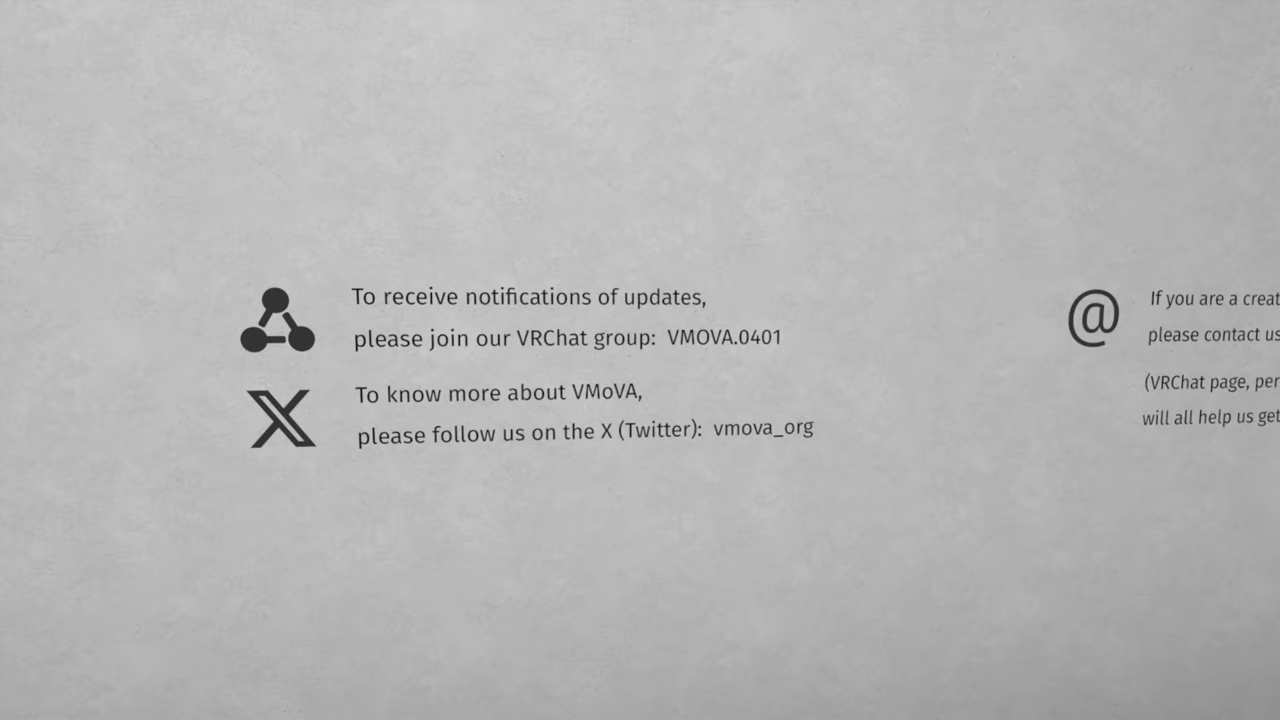 To receive notifications of updates,
please join our VRChat group: VMOVA.0401
To know more about VMoVA,
please follow us on the X (Twitter): vmova_org
@
If you are a
please contact us
(VRChat page,
will all help us